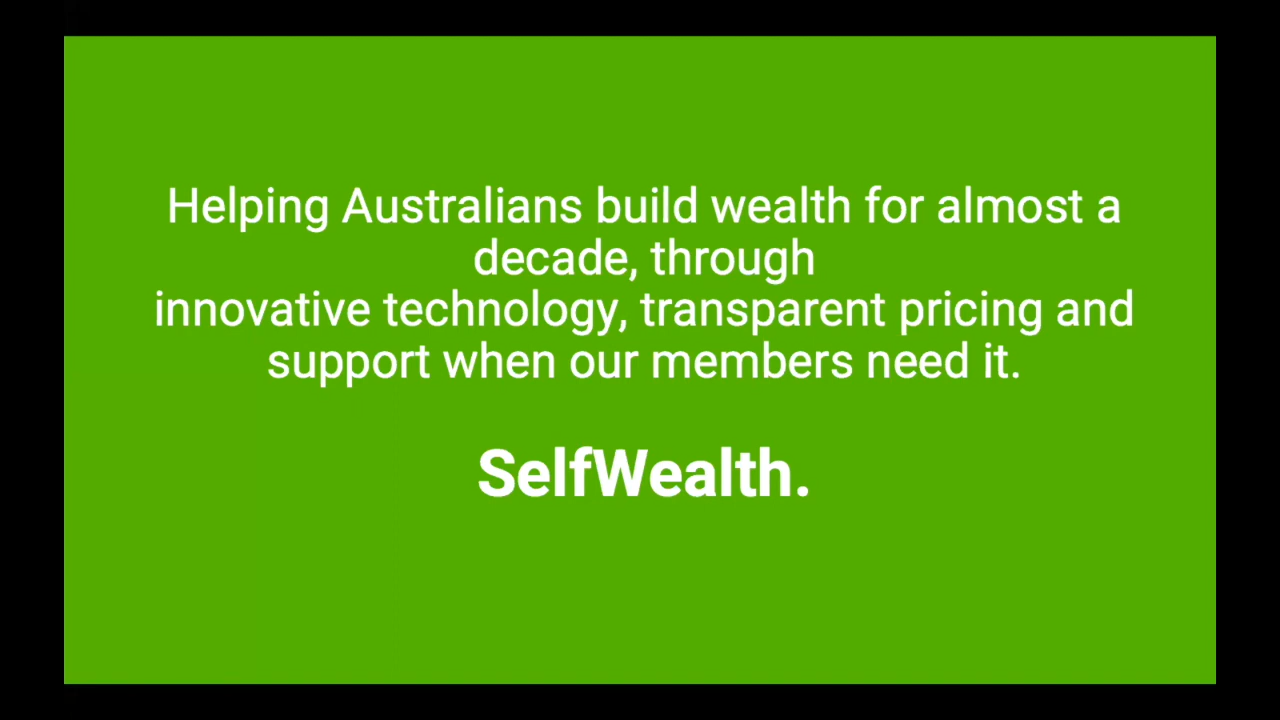 Helping Australians build wealth for almost a
decade, through
innovative technology, transparent pricing and
support when our members need it.
SelfWealth.